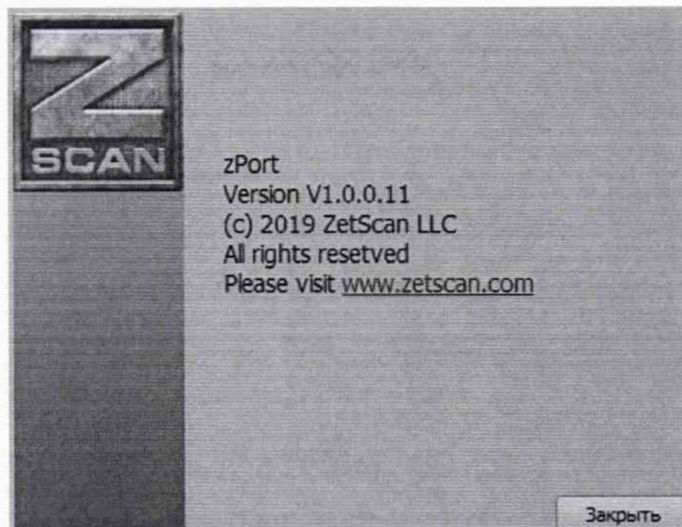 Z
SCAN
zPort
Version V1.0.0.11
(c) 2019 ZetScan LLC
All rights resetved
Please visit www.zetscan.com
Закрыть